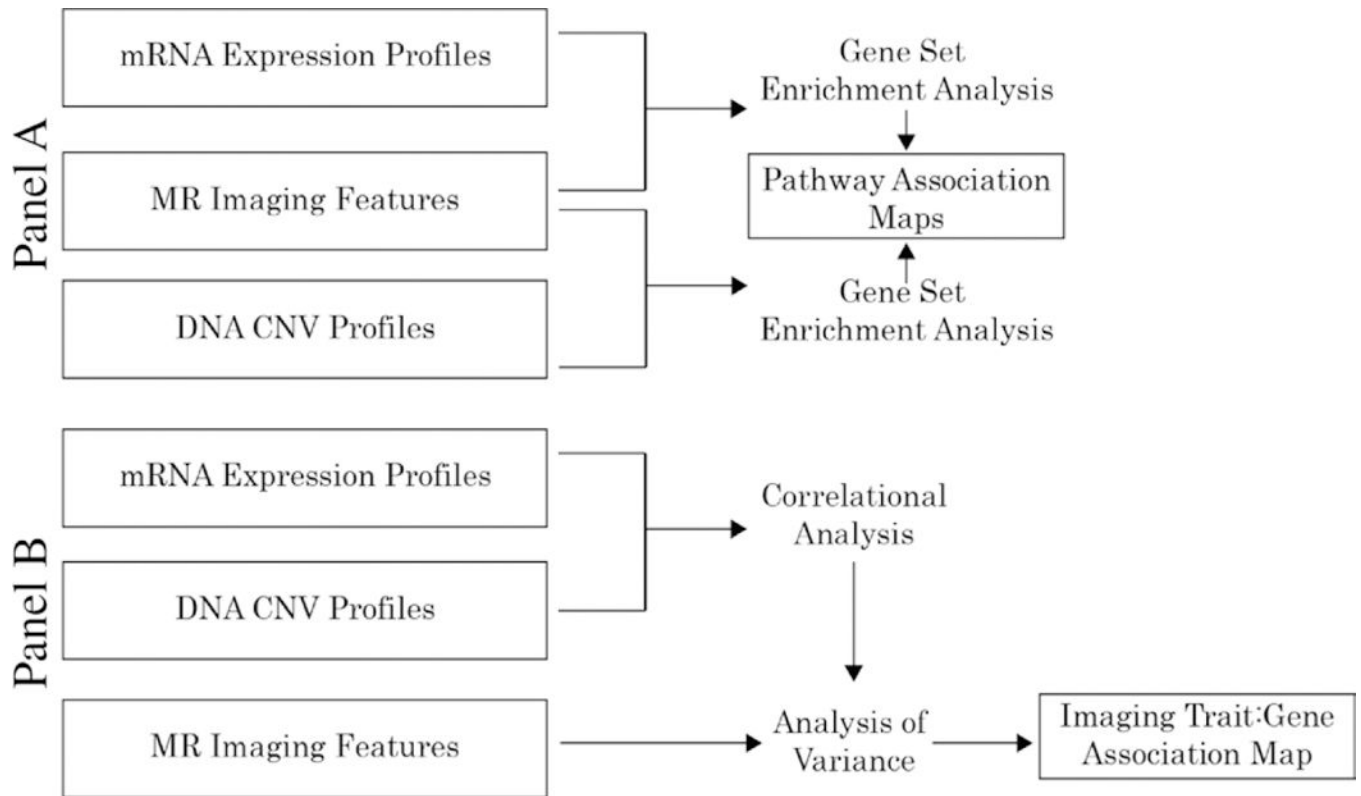 Panel A
mRNA Expression Profiles
MR Imaging Features
DNA CNV Profiles
Gene Set
Enrichment Analysis
Pathway Association
Maps
Gene Set
Enrichment Analysis
Panel B
mRNA Expression Profiles
DNA CNV Profiles
MR Imaging Features
Correlational
Analysis
Analysis of
Variance
Imaging Trait:Gene
Association Map